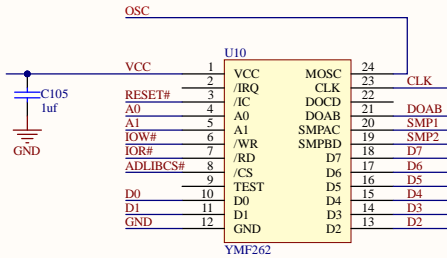 OSC
U10
VCC 1 VCC MOSC 24
2 /IRQ CLK 23 CLK
RESET# 3 /IC DOCD 22
A0 4 A0 DOAB 21 DOAB
A1 5 A1 SMPAC 20 SMP1
IOW# 6 /WR SMPBD 19 SMP2
IOR# 7 /RD D7 18 D7
ADLIBCS# 8 /CS D6 17 D6
9 TEST D5 16 D5
D0 10 D0 D4 15 D4
D1 11 D1 D3 14 D3
GND 12 GND D2 13 D2
YMF262
C105
1uf
GND